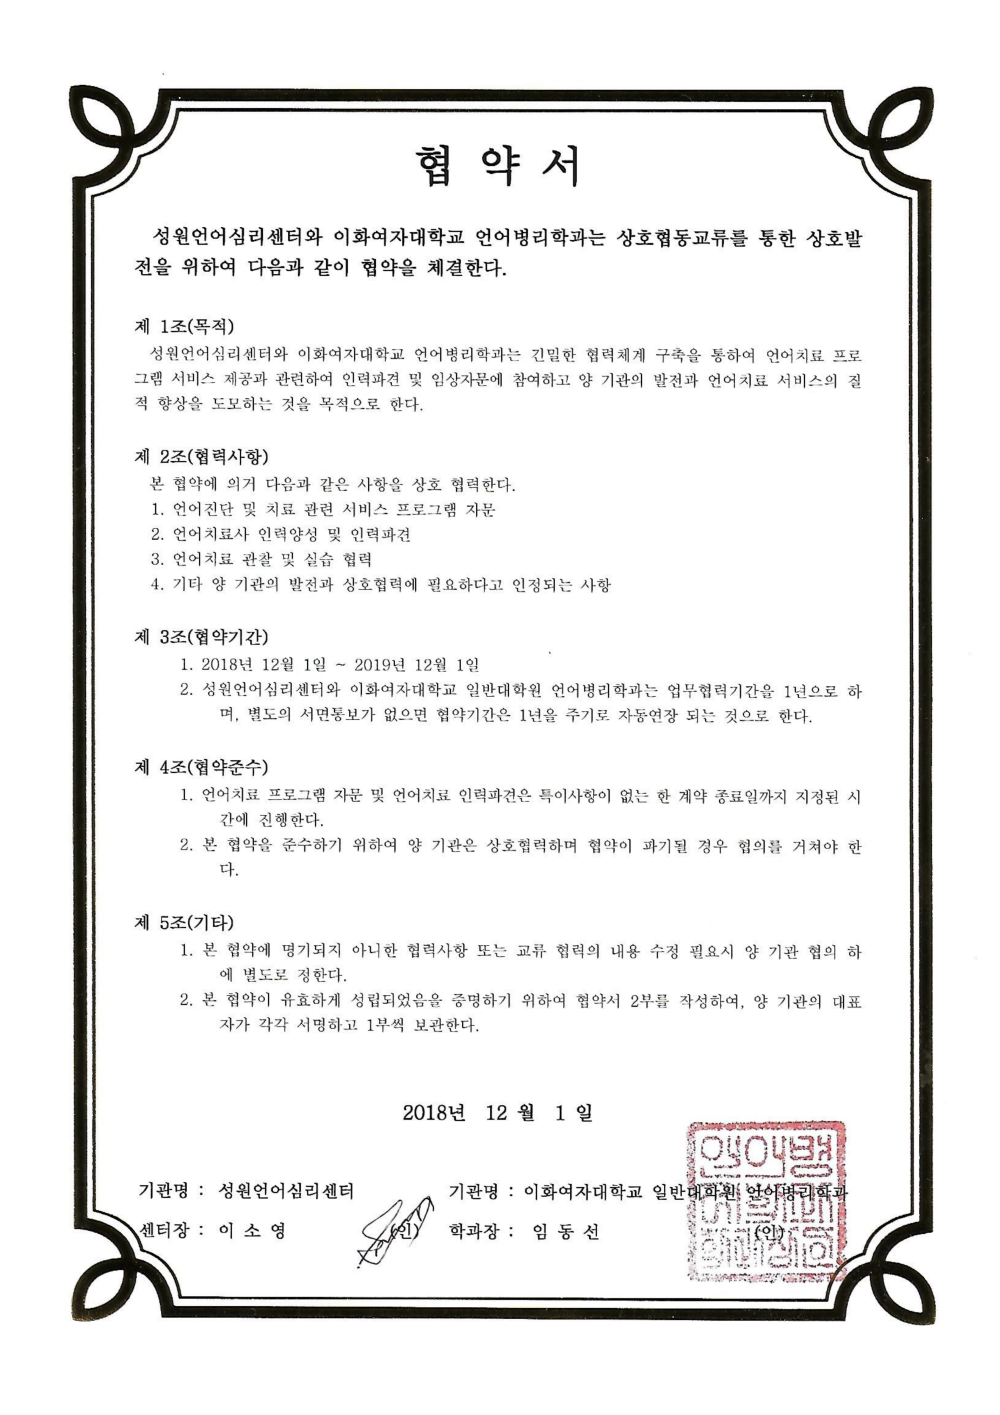 협 약 서
성원언어심리센터와 이화여자대학교 언어병리학과는 상호협동교류를 통한 상호발
전을 위하여 다음과 같이 협약을 체결한다.
제 1조(목적)
성원언어심리센터와 이화여자대학교 언어병리학과는 긴밀한 협력체계 구축을 통하여 언어치료 프로
그램 서비스 제공과 관련하여 인력파견 및 임상자문에 참여하고 양 기관의 발전과 언어치료 서비스의 질
적 향상을 도모하는 것을 목적으로 한다.
제 2조(협력사항)
본 협약에 의거 다음과 같은 사항을 상호 협력한다.
1. 언어진단 및 치료 관련 서비스 프로그램 자문
2. 언어치료사 인력양성 및 인력파견
3. 언어치료 관찰 및 실습 협력
4. 기타 양 기관의 발전과 상호협력에 필요하다고 인정되는 사항
제 3조(협약기간)
1. 2018년 12월 1일 ~ 2019년 12월 1일
2. 성원언어심리센터와 이화여자대학교 일반대학원 언어병리학과는 업무협력기간을 1년으로 하
며, 별도의 서면통보가 없으면 협약기간은 1년을 주기로 자동연장 되는 것으로 한다.
제 4조(협약준수)
1. 언어치료 프로그램 자문 및 언어치료 인력파견은 특이사항이 없는 한 계약 종료일까지 지정된 시
간에 진행한다.
2. 본 협약을 준수하기 위하여 양 기관은 상호협력하며 협약이 파기될 경우 협의를 거쳐야 한
다.
제 5조(기타)
1. 본 협약에 명기되지 아니한 협력사항 또는 교류 협력의 내용 수정 필요시 양 기관 협의 하
에 별도로 정한다.
2. 본 협약이 유효하게 성립되었음을 증명하기 위하여 협약서 2부를 작성하여, 양 기관의 대표
자가 각각 서명하고 1부씩 보관한다.
2018년 12 월 1 일
기관명 : 성원언어심리센터 기관명 : 이화여자대학교 일반대학원 언어병리학과
센터장 : 이 소 영 (인) 학과장 : 임 동 선 (인)